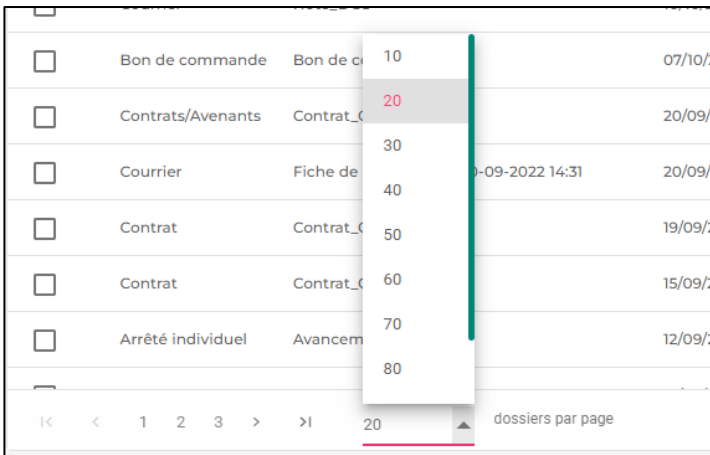 10
Bon de commande Bon de c 07/10/
20
Contrats/Avenants Contrat_ 20/09/
30
Courrier Fiche de -09-2022 14:31 20/09/
40
Contrat Contrat_ 19/09/
50
Contrat Contrat_ 15/09/
60
70
Arrêté individuel Avancem 12/09/
80
1 2 3 20 dossiers par page